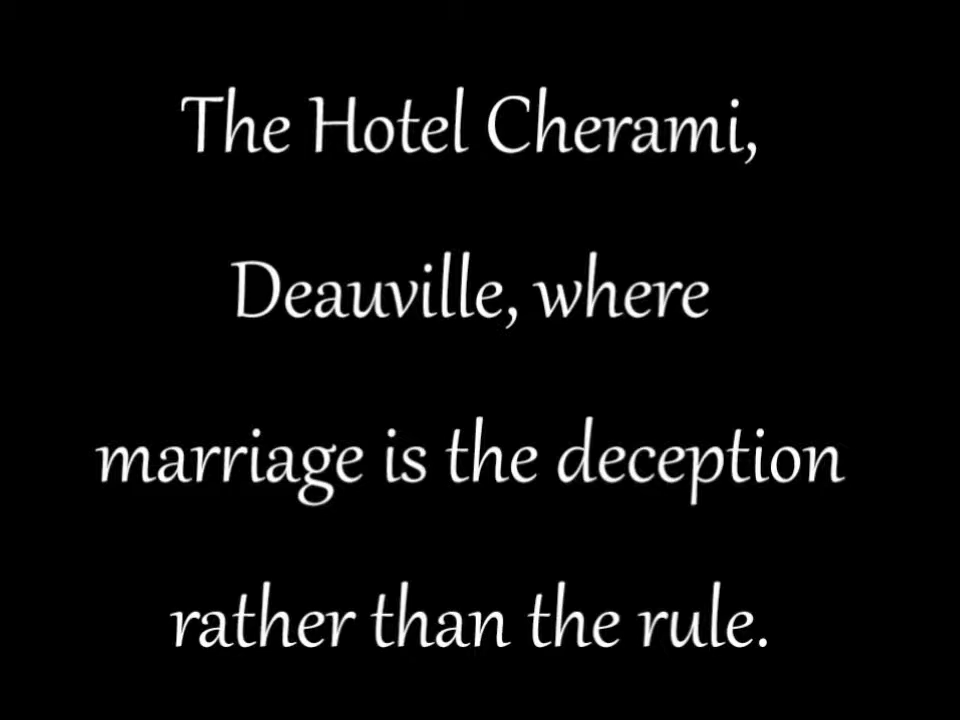 The Hotel Cherami,
Deauville, where
marriage is the deception
rather than the rule.